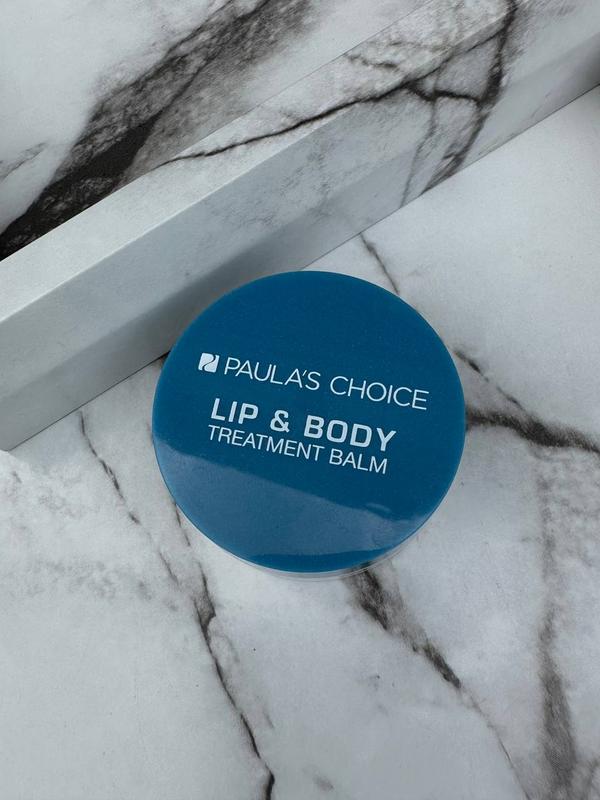 PAULA'S CHOICE
LIP & BODY
TREATMENT BALM